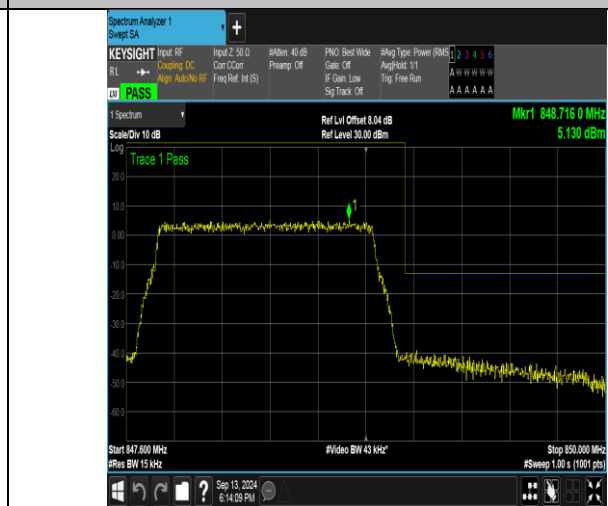 Spectrum Analyzer 1
Swept SA
+
KEYSIGHT Input: RF Input Z: 50 Ω #Atten: 40 dB PNO: Best Wide #Avg Type: Power (RMS 1 2 3 4 5 6
RL Coupling: DC Corr CCorr Preamp: Off Gate: Off Avg|Hold: 1/1 A W W W W W
Align: Auto/No RF Freq Ref: Int (S) IF Gain: Low Trig: Free Run
PASS Sig Track: Off A A A A A A
1 Spectrum Ref Lvl Offset 8.04 dB Mkr1 848.716 0 MHz
Scale/Div 10 dB Ref Level 30.00 dBm 5.130 dBm
Log
Trace 1 Pass
20.0
10.0
1
0.00
-10.0
-20.0
-30.0
-40.0
-50.0
-60.0
Start 847.600 MHz #Video BW 43 kHz* Stop 850.000 MHz
#Res BW 15 kHz #Sweep 1.00 s (1001 pts)
? Sep 13, 2024
6:14:09 PM